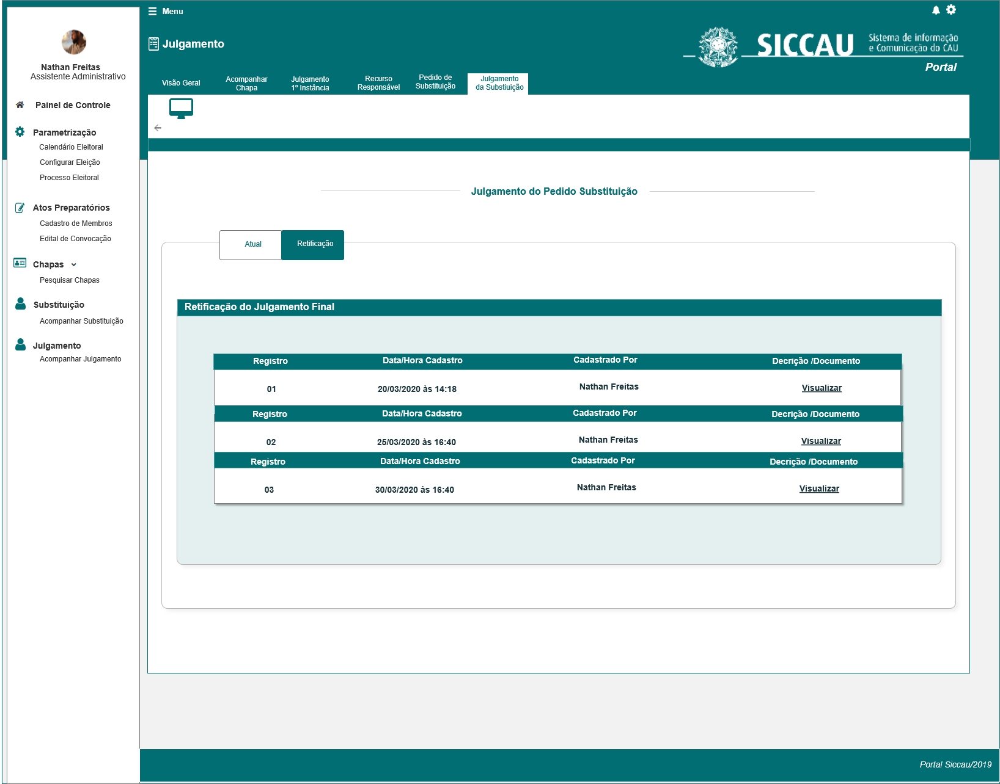 Menu
Julgamento
SICCAU
Sistema de informação
e Comunicação do CAU
Portal
Nathan Freitas
Assistente Administrativo
Painel de Controle
Parametrização
Calendário Eleitoral
Configurar Eleição
Processo Eleitoral
Atos Preparatórios
Cadastro de Membros
Edital de Convocação
Chapas
Pesquisar Chapas
Substituição
Acompanhar Substituição
Julgamento
Acompanhar Julgamento
Visão Geral
Acompanhar
Chapa
Julgamento
1º Instância
Recurso
Responsável
Pedido de
Substituição
Julgamento
da Substiuição
Julgamento do Pedido Substituição
Atual
Retificação
Retificação do Julgamento Final
Registro Data/Hora Cadastro Cadastrado Por Decrição /Documento
01 20/03/2020 às 14:18 Nathan Freitas Visualizar
Registro Data/Hora Cadastro Cadastrado Por Decrição /Documento
02 25/03/2020 às 16:40 Nathan Freitas Visualizar
Registro Data/Hora Cadastro Cadastrado Por Decrição /Documento
03 30/03/2020 às 16:40 Nathan Freitas Visualizar
Portal Siccau/2019